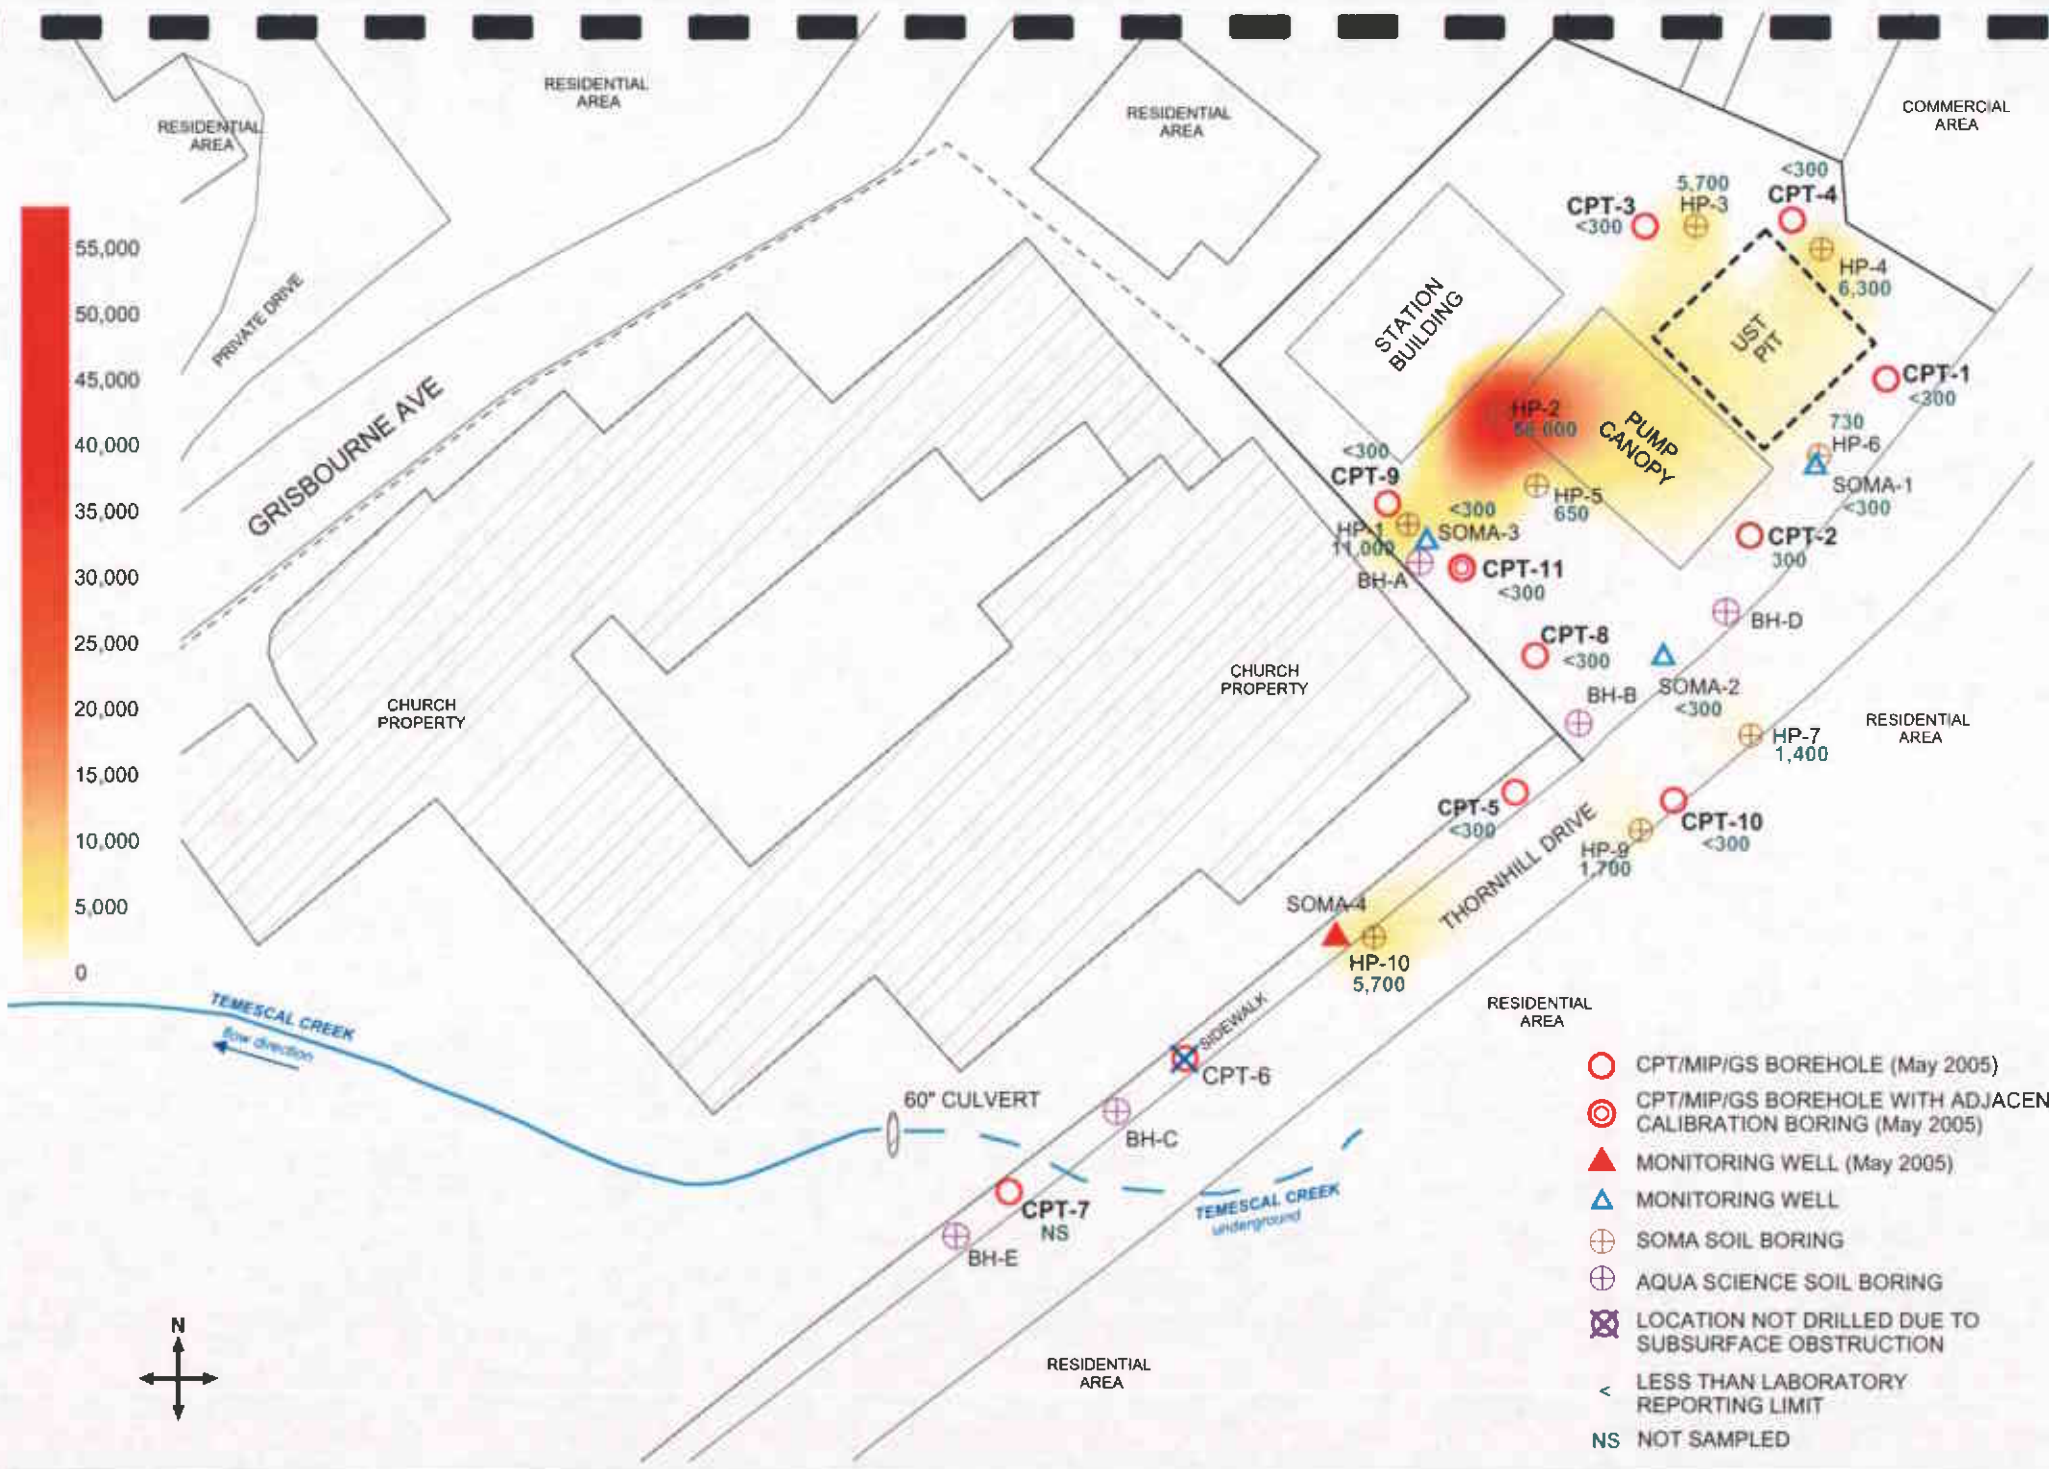 RESIDENTIAL
AREA
RESIDENTIAL
AREA
RESIDENTIAL
AREA
COMMERCIAL
AREA
<300
5,700
CPT-4
CPT-3
HP-3
<300
55,000
50,000
45,000
40,000
35,000
30,000
25,000
20,000
15,000
10,000
5,000
0
PRIVATE DRIVE
GRISBOURNE AVE
STATION
BUILDING
HP-4
6,300
UST
PIT
CPT-1
<300
HP-2
PUMP
CANOPY
730
HP-6
SOMA-1
<300
<300
CPT-9
HP-5
650
<300
SOMA-3
HP-1
11,000
CPT-2
300
BH-A
CPT-11
<300
BH-D
CPT-8
<300
SOMA-2
<300
BH-B
CHURCH
PROPERTY
CHURCH
PROPERTY
RESIDENTIAL
AREA
HP-7
1,400
CPT-5
<300
CPT-10
<300
HP-9
1,700
THORNHILL DRIVE
SOMA-4
HP-10
5,700
RESIDENTIAL
AREA
TEMESCAL CREEK
flow direction
SIDEWALK
CPT-6
60" CULVERT
BH-C
CPT-7
NS
TEMESCAL CREEK
underground
BH-E
N
RESIDENTIAL
AREA
CPT/MIP/GS BOREHOLE (May 2005)
CPT/MIP/GS BOREHOLE WITH ADJACEN
CALIBRATION BORING (May 2005)
MONITORING WELL (May 2005)
MONITORING WELL
SOMA SOIL BORING
AQUA SCIENCE SOIL BORING
LOCATION NOT DRILLED DUE TO
SUBSURFACE OBSTRUCTION
< LESS THAN LABORATORY
REPORTING LIMIT
NS NOT SAMPLED